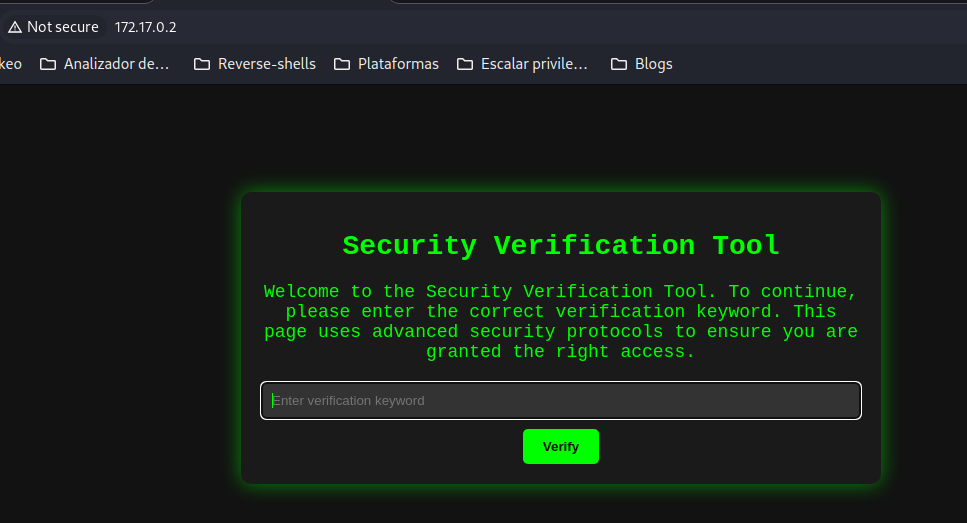 Not secure 172.17.0.2
keo Analizador de... Reverse-shells Plataformas Escalar privile... Blogs
Security Verification Tool
Welcome to the Security Verification Tool. To continue,
please enter the correct verification keyword. This
page uses advanced security protocols to ensure you are
granted the right access.
Enter verification keyword
Verify